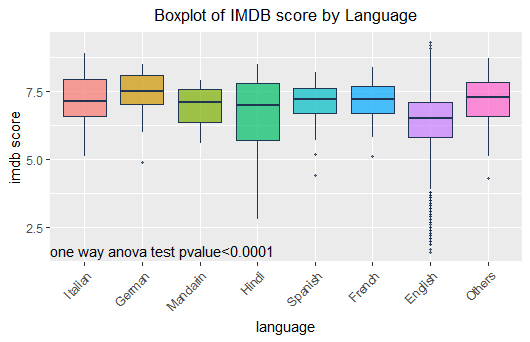 Boxplot of IMDB score by Language
imdb score
7.5
5.0
2.5
one way anova test pvalue<0.0001
Italian
German
Mandarin
Hindi
Spanish
French
English
Others
language